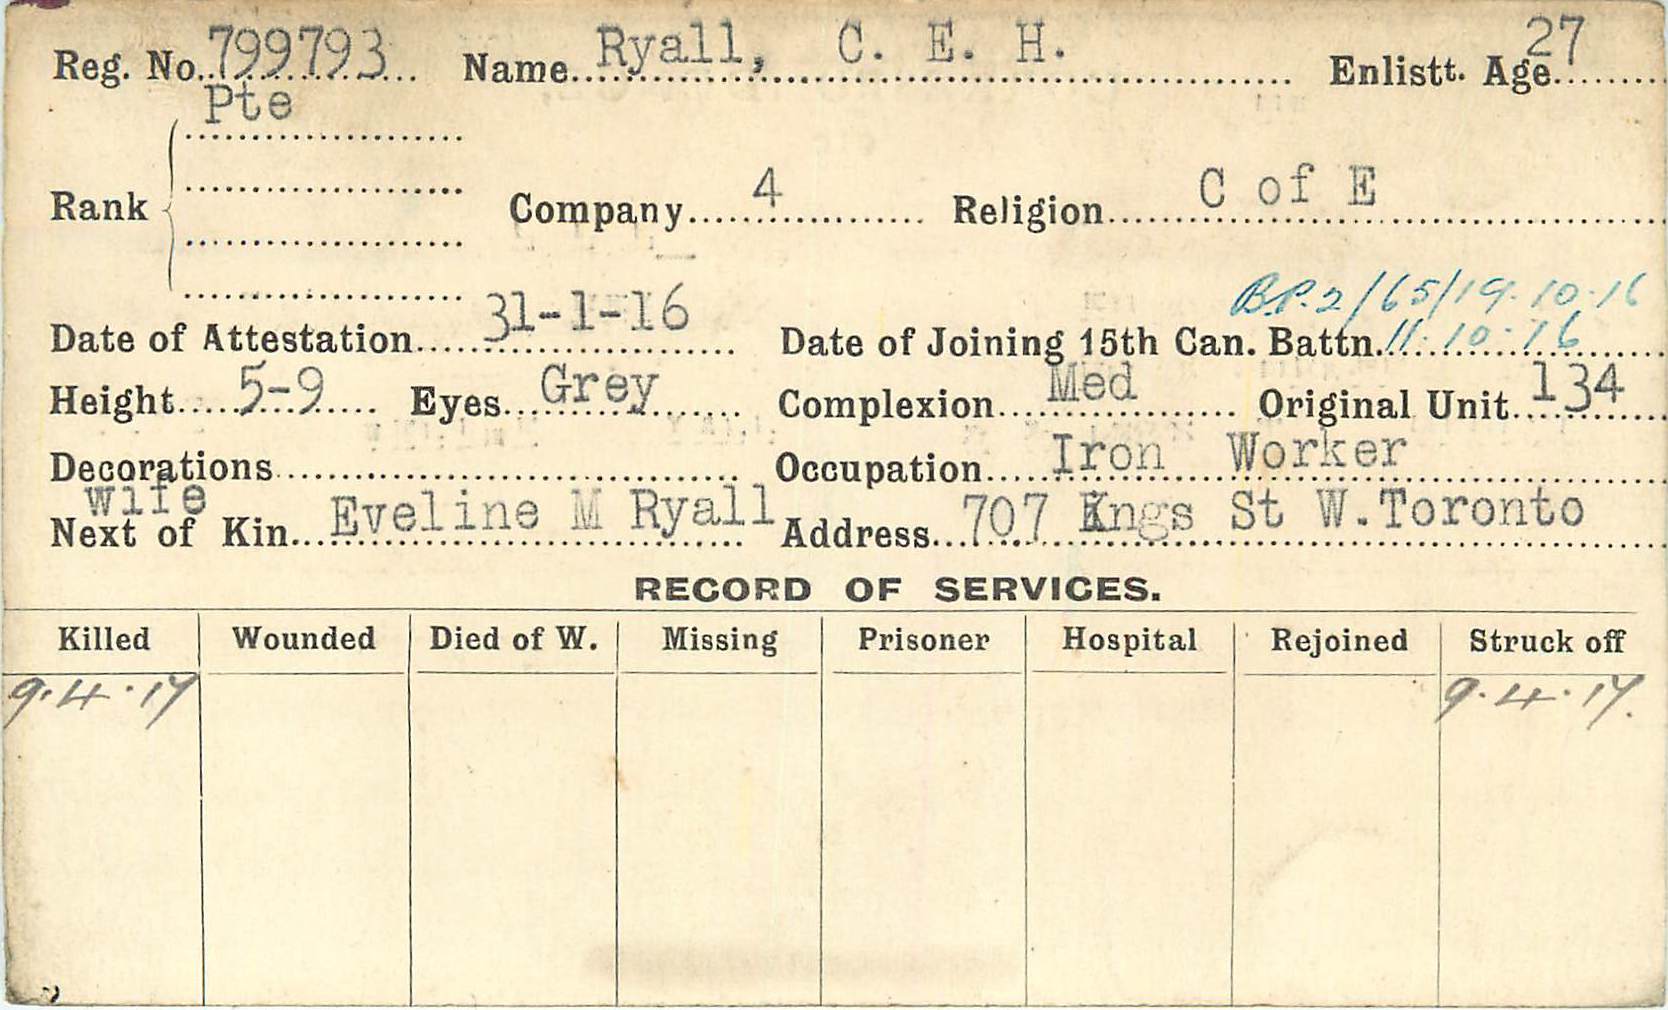 Reg. No. 799793 Name Ryall, C. E. H. Enlistt. Age 27
Pte
Rank Company 4 Religion C of E
B.P.2/65/19.10.16
Date of Attestation 31-1-16 Date of Joining 15th Can. Battn. 11.10.16
Height 5-9 Eyes Grey Complexion Med Original Unit 134
Decorations Occupation Iron Worker
Wife
Next of Kin Eveline M Ryall Address 707 Kngs St W.Toronto
RECORD OF SERVICES.
Killed Wounded Died of W. Missing Prisoner Hospital Rejoined Struck off
9.4.17 9.4.17.